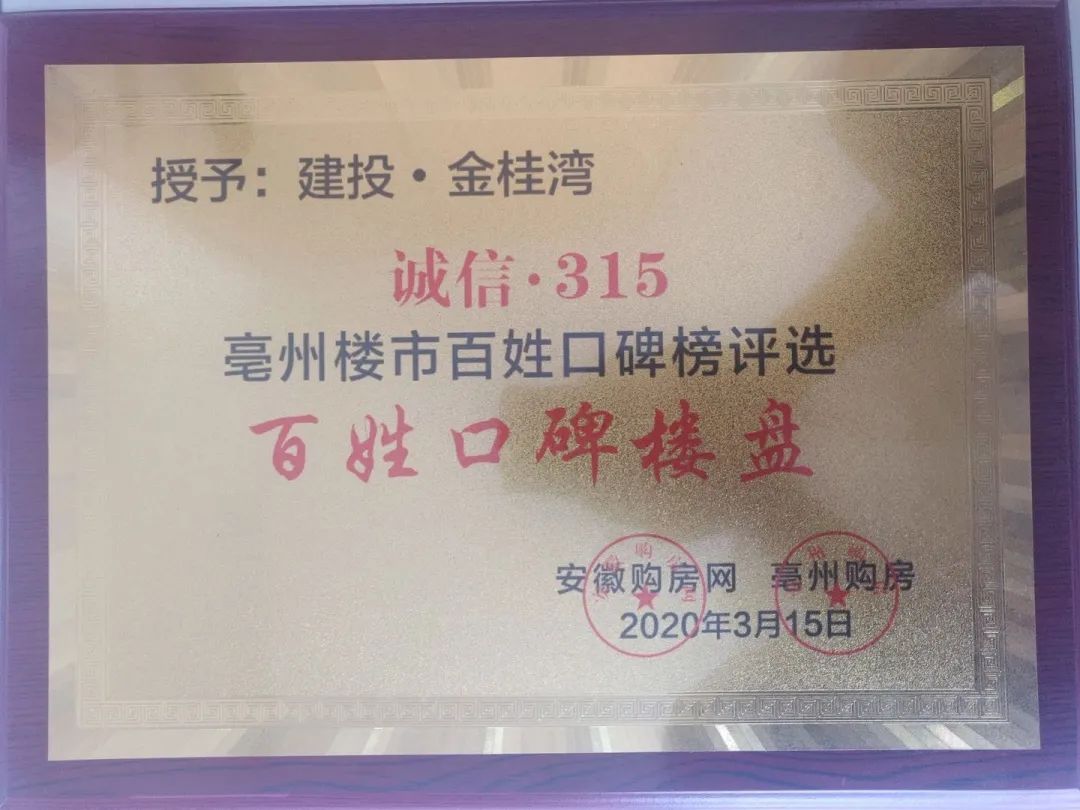 授予：建投·金桂湾
诚信·315
亳州楼市百姓口碑榜评选
百姓口碑楼盘
安徽购房网 亳州购房
2020年3月15日